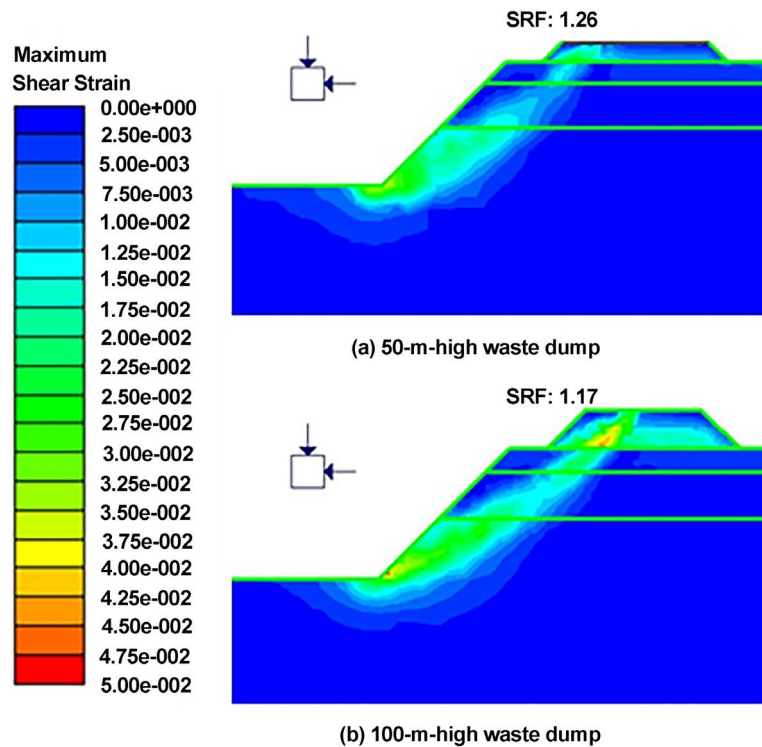 SRF: 1.26
Maximum
Shear Strain
0.00e+000
2.50e-003
5.00e-003
7.50e-003
1.00e-002
1.25e-002
1.50e-002
1.75e-002
2.00e-002
2.25e-002
2.50e-002
2.75e-002
3.00e-002
3.25e-002
3.50e-002
3.75e-002
4.00e-002
4.25e-002
4.50e-002
4.75e-002
5.00e-002
(a) 50-m-high waste dump
SRF: 1.17
(b) 100-m-high waste dump